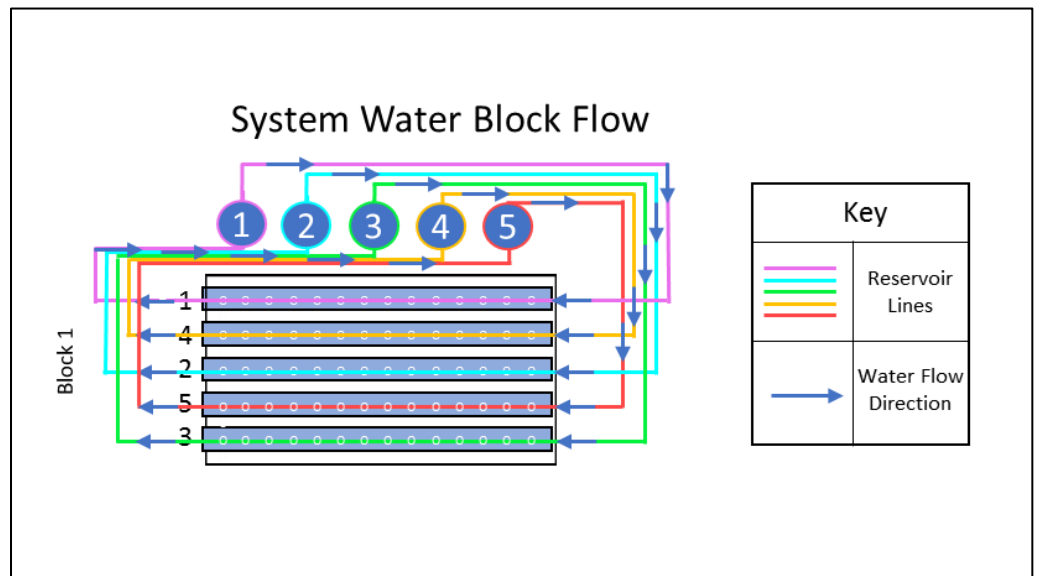 System Water Block Flow
1 2 3 4 5
Block 1
1
4
2
5
3
Key
Reservoir
Lines
Water Flow
Direction